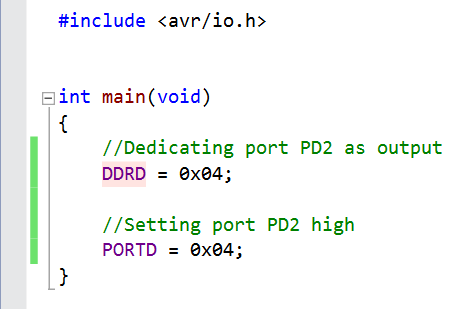 #include <avr/io.h>
int main(void)
{
//Dedicating port PD2 as output
DDRD = 0x04;
//Setting port PD2 high
PORTD = 0x04;
}